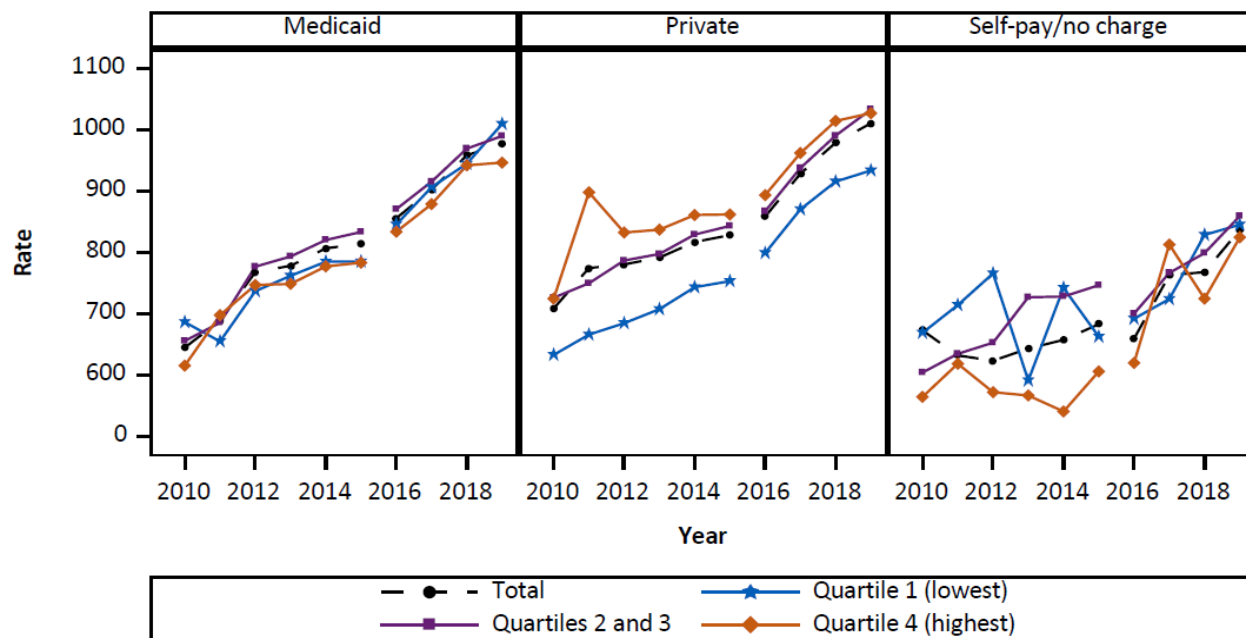 Medicaid Private Self-pay/no charge
1100
1000
900
800
700
600
0
Rate
2010 2012 2014 2016 2018 2010 2012 2014 2016 2018 2010 2012 2014 2016 2018
Year
Total Quartile 1 (lowest)
Quartiles 2 and 3 Quartile 4 (highest)